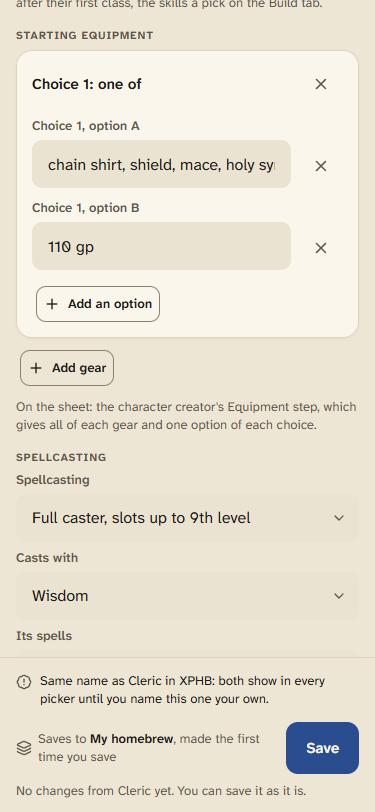 after their first class, the skills a pick on the Build tab.
STARTING EQUIPMENT
Choice 1: one of
Choice 1, option A
chain shirt, shield, mace, holy sy
Choice 1, option B
110 gp
Add an option
Add gear
On the sheet: the character creator's Equipment step, which
gives all of each gear and one option of each choice.
SPELLCASTING
Spellcasting
Full caster, slots up to 9th level
Casts with
Wisdom
Its spells
Same name as Cleric in XPHB: both show in every
picker until you name this one your own.
Saves to My homebrew, made the first
time you save
Save
No changes from Cleric yet. You can save it as it is.